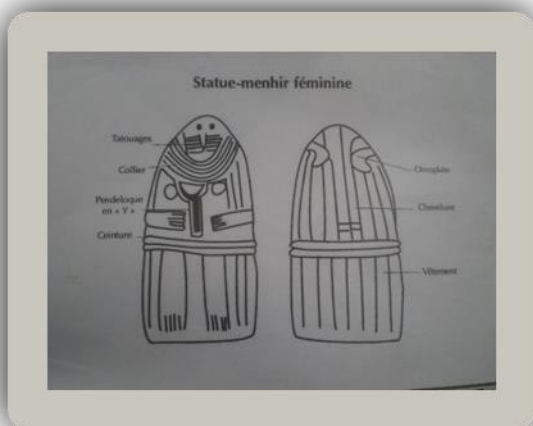 Statue-menhir féminine
Tatouages
Collier
Pendeloque
en « Y »
Ceinture
Omoplate
Chevelure
Vêtement